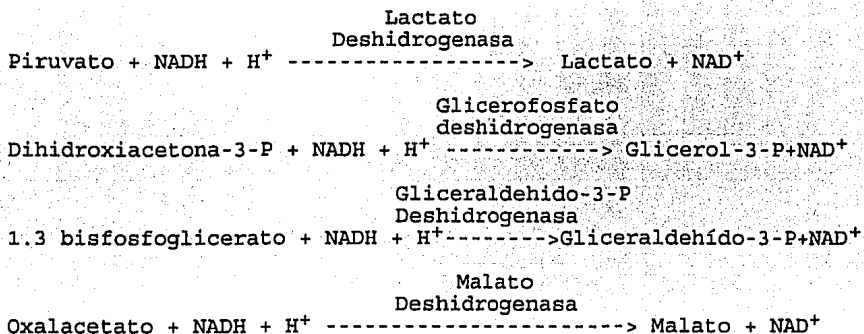 Lactato
Deshidrogenasa
Piruvato + NADH + H+ -------------------> Lactato + NAD+
Glicerofosfato
deshidrogenasa
Dihidroxiacetona-3-P + NADH + H+ ------------> Glicerol-3-P+NAD+
Gliceraldehido-3-P
Deshidrogenasa
1.3 bisfosfoglicerato + NADH + H+-------->Gliceraldehído-3-P+NAD+
Malato
Deshidrogenasa
Oxalacetato + NADH + H+ ------------------------> Malato + NAD+